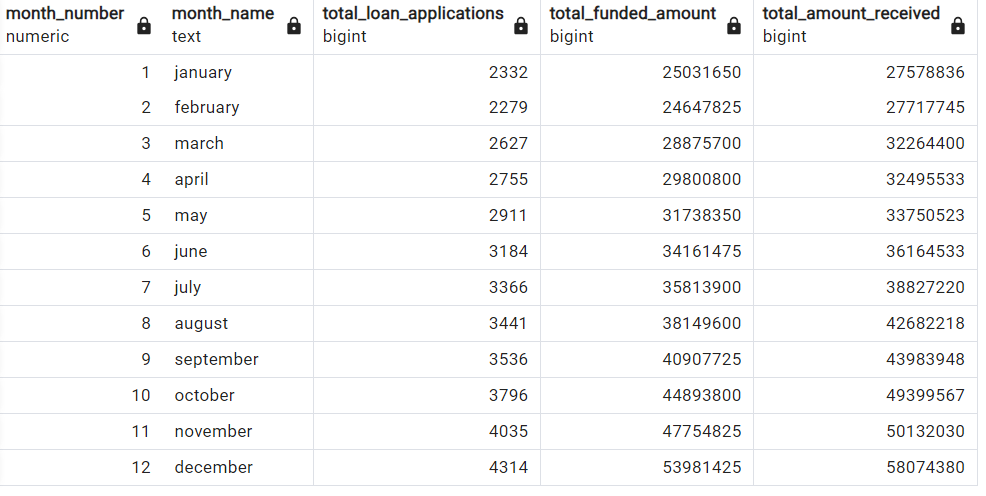 month_number month_name total_loan_applications total_funded_amount total_amount_received
numeric text bigint bigint bigint
1 january 2332 25031650 27578836
2 february 2279 24647825 27717745
3 march 2627 28875700 32264400
4 april 2755 29800800 32495533
5 may 2911 31738350 33750523
6 june 3184 34161475 36164533
7 july 3366 35813900 38827220
8 august 3441 38149600 42682218
9 september 3536 40907725 43983948
10 october 3796 44893800 49399567
11 november 4035 47754825 50132030
12 december 4314 53981425 58074380